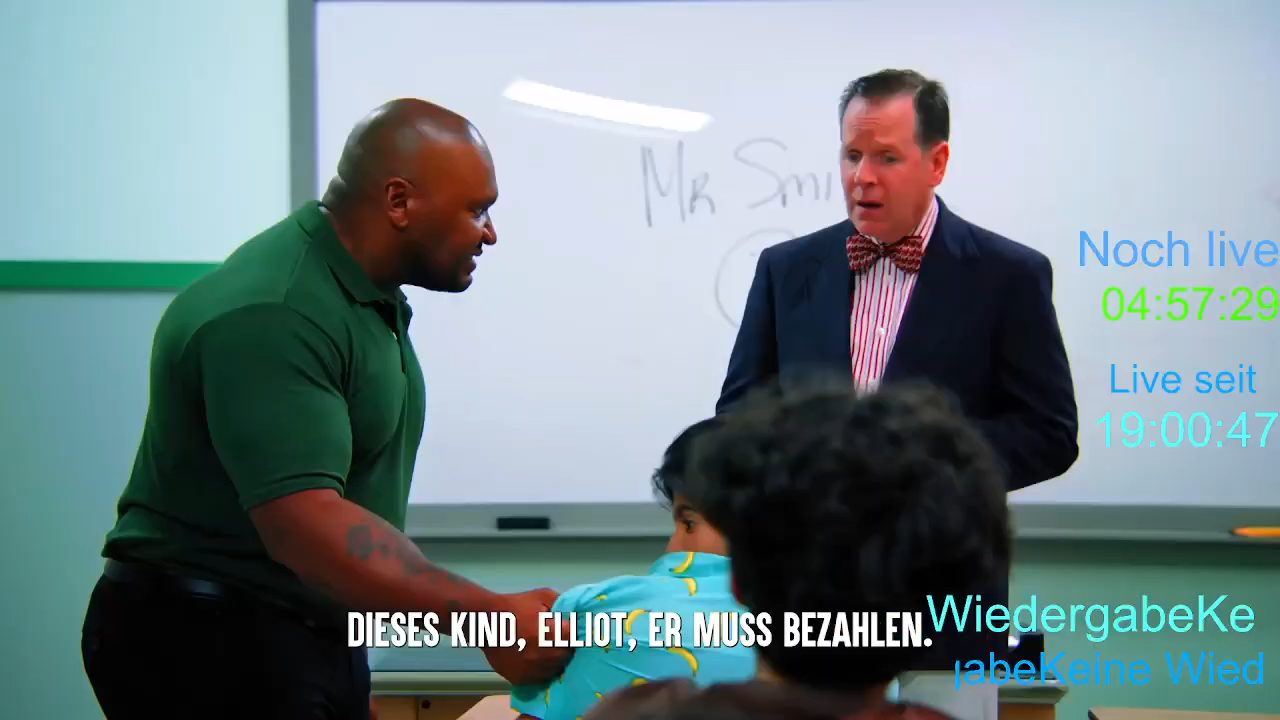 Mr Smi
Noch live
04:57:29
Live seit
19:00:47
DIESES KIND, ELLIOT, ER MUSS BEZAHLEN.
WiedergabeKe
jabeKeine Wied